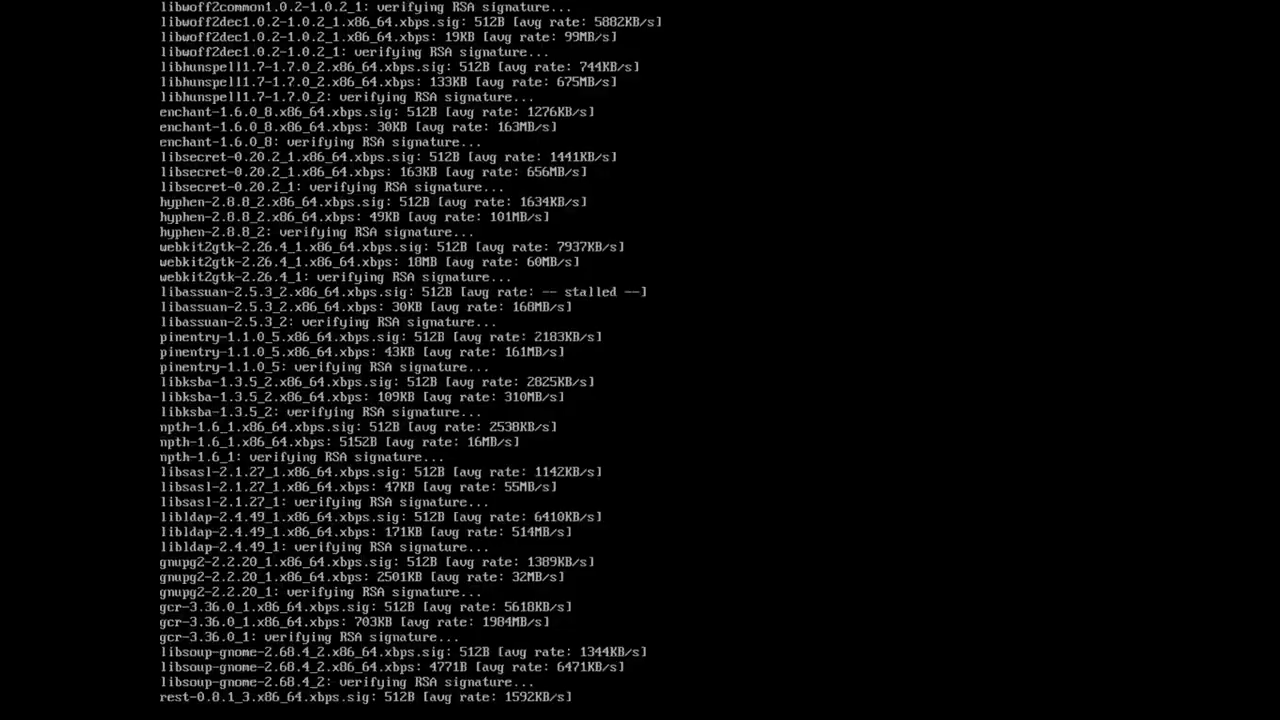 libwoff2common1.0.2-1.0.2_1: verifying RSA signature...
libwoff2dec1.0.2-1.0.2_1.x86_64.xbps.sig: 512B [avg rate: 5882KB/s]
libwoff2dec1.0.2-1.0.2_1.x86_64.xbps: 19KB [avg rate: 99MB/s]
libwoff2dec1.0.2-1.0.2_1: verifying RSA signature...
libhunspell1.7-1.7.0_2.x86_64.xbps.sig: 512B [avg rate: 744KB/s]
libhunspell1.7-1.7.0_2.x86_64.xbps: 133KB [avg rate: 675MB/s]
libhunspell1.7-1.7.0_2: verifying RSA signature...
enchant-1.6.0_8.x86_64.xbps.sig: 512B [avg rate: 1276KB/s]
enchant-1.6.0_8.x86_64.xbps: 30KB [avg rate: 163MB/s]
enchant-1.6.0_8: verifying RSA signature...
libsecret-0.20.2_1.x86_64.xbps.sig: 512B [avg rate: 1441KB/s]
libsecret-0.20.2_1.x86_64.xbps: 163KB [avg rate: 656MB/s]
libsecret-0.20.2_1: verifying RSA signature...
hyphen-2.8.8_2.x86_64.xbps.sig: 512B [avg rate: 1634KB/s]
hyphen-2.8.8_2.x86_64.xbps: 49KB [avg rate: 101MB/s]
hyphen-2.8.8_2: verifying RSA signature...
webkit2gtk-2.26.4_1.x86_64.xbps.sig: 512B [avg rate: 7937KB/s]
webkit2gtk-2.26.4_1.x86_64.xbps: 18MB [avg rate: 60MB/s]
webkit2gtk-2.26.4_1: verifying RSA signature...
libassuan-2.5.3_2.x86_64.xbps.sig: 512B [avg rate: -- stalled --]
libassuan-2.5.3_2.x86_64.xbps: 30KB [avg rate: 168MB/s]
libassuan-2.5.3_2: verifying RSA signature...
pinentry-1.1.0_5.x86_64.xbps.sig: 512B [avg rate: 2183KB/s]
pinentry-1.1.0_5.x86_64.xbps: 43KB [avg rate: 161MB/s]
pinentry-1.1.0_5: verifying RSA signature...
libksba-1.3.5_2.x86_64.xbps.sig: 512B [avg rate: 2825KB/s]
libksba-1.3.5_2.x86_64.xbps: 109KB [avg rate: 310MB/s]
libksba-1.3.5_2: verifying RSA signature...
npth-1.6_1.x86_64.xbps.sig: 512B [avg rate: 2538KB/s]
npth-1.6_1.x86_64.xbps: 5152B [avg rate: 16MB/s]
npth-1.6_1: verifying RSA signature...
libsasl-2.1.27_1.x86_64.xbps.sig: 512B [avg rate: 1142KB/s]
libsasl-2.1.27_1.x86_64.xbps: 47KB [avg rate: 55MB/s]
libsasl-2.1.27_1: verifying RSA signature...
libldap-2.4.49_1.x86_64.xbps.sig: 512B [avg rate: 6410KB/s]
libldap-2.4.49_1.x86_64.xbps: 171KB [avg rate: 514MB/s]
libldap-2.4.49_1: verifying RSA signature...
gnupg2-2.2.20_1.x86_64.xbps.sig: 512B [avg rate: 1389KB/s]
gnupg2-2.2.20_1.x86_64.xbps: 2501KB [avg rate: 32MB/s]
gnupg2-2.2.20_1: verifying RSA signature...
gcr-3.36.0_1.x86_64.xbps.sig: 512B [avg rate: 5618KB/s]
gcr-3.36.0_1.x86_64.xbps: 703KB [avg rate: 1984MB/s]
gcr-3.36.0_1: verifying RSA signature...
libsoup-gnome-2.68.4_2.x86_64.xbps.sig: 512B [avg rate: 1344KB/s]
libsoup-gnome-2.68.4_2.x86_64.xbps: 4771B [avg rate: 6471KB/s]
libsoup-gnome-2.68.4_2: verifying RSA signature...
rest-0.8.1_3.x86_64.xbps.sig: 512B [avg rate: 1592KB/s]